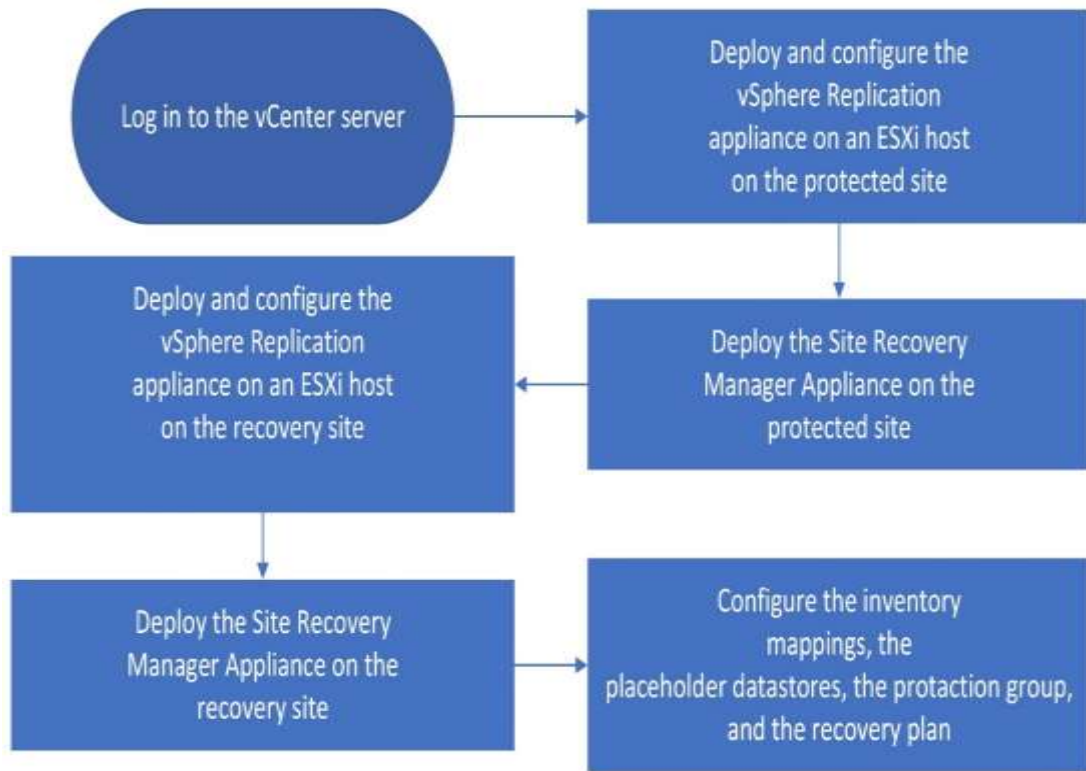 Log in to the vCenter server
Deploy and configure the
vSphere Replication
appliance on an ESXi host
on the protected site
Deploy the Site Recovery
Manager Appliance on the
protected site
Deploy and configure the
vSphere Replication
appliance on an ESXi host
on the recovery site
Deploy the Site Recovery
Manager Appliance on the
recovery site
Configure the inventory
mappings, the
placeholder datastores, the protaction group,
and the recovery plan